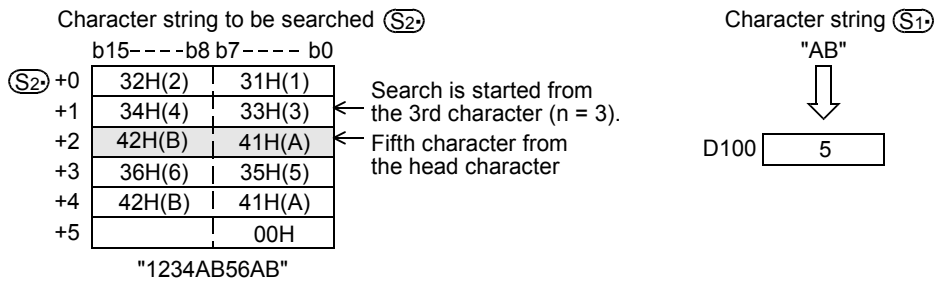 Character string to be searched S2•
b15----b8 b7---- b0
S2• +0 32H(2) 31H(1)
+1 34H(4) 33H(3)
+2 42H(B) 41H(A)
+3 36H(6) 35H(5)
+4 42H(B) 41H(A)
+5 00H
"1234AB56AB"
Search is started from
the 3rd character (n = 3).
Fifth character from
the head character
Character string S1•
"AB"
D100 5